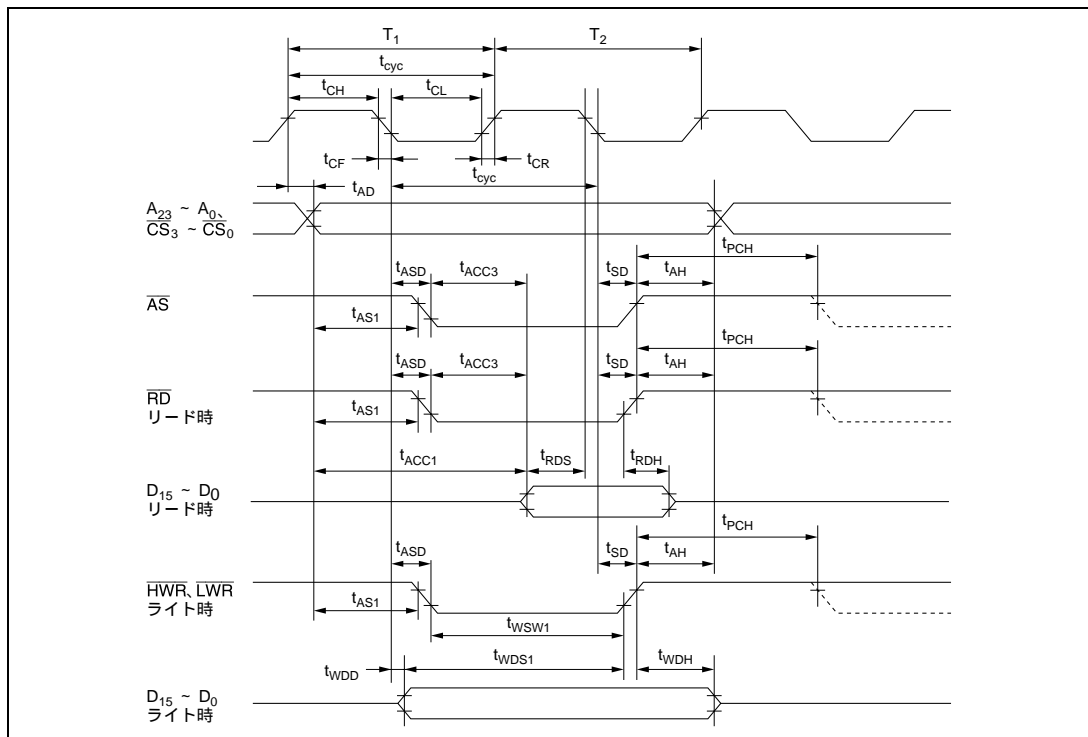 T1 T2
tcyc
tCH tCL
tCF tCR
tcyc
tAD
A23 ~ A0、
CS3 ~ CS0
tPCH
tASD tACC3 tSD tAH
AS
tAS1
tPCH
tASD tACC3 tSD tAH
RD
リード時
tAS1
tACC1 tRDS tRDH
D15 ~ D0
リード時
tPCH
tASD tSD tAH
HWR、LWR
ライト時
tAS1
tWSW1
tWDD tWDS1 tWDH
D15 ~ D0
ライト時